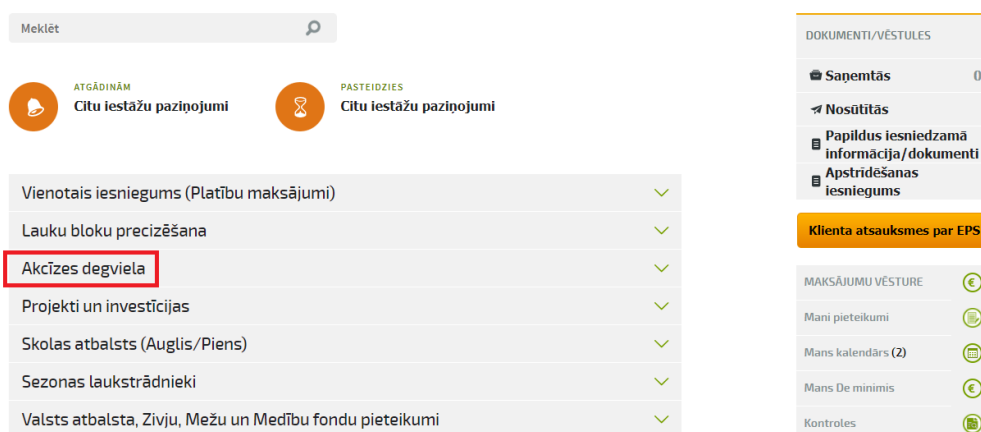 Meklēt
ATGĀDINĀM
Citu iestāžu paziņojumi
PASTEIDZIES
Citu iestāžu paziņojumi
Vienotais iesniegums (Platību maksājumi)
Lauku bloku precizēšana
Akcīzes degviela
Projekti un investīcijas
Skolas atbalsts (Auglis/Piens)
Sezonas laukstrādnieki
Valsts atbalsta, Zivju, Mežu un Medību fondu pieteikumi
DOKUMENTI/VĒSTULES
Saņemtās 0
Nosūtītās
Papildus iesniedzamā
informācija/dokumenti
Apstrīdēšanas
iesniegums
Klienta atsauksmes par EPS
MAKSĀJUMU VĒSTURE
Mani pieteikumi
Mans kalendārs (2)
Mans De minimis
Kontroles